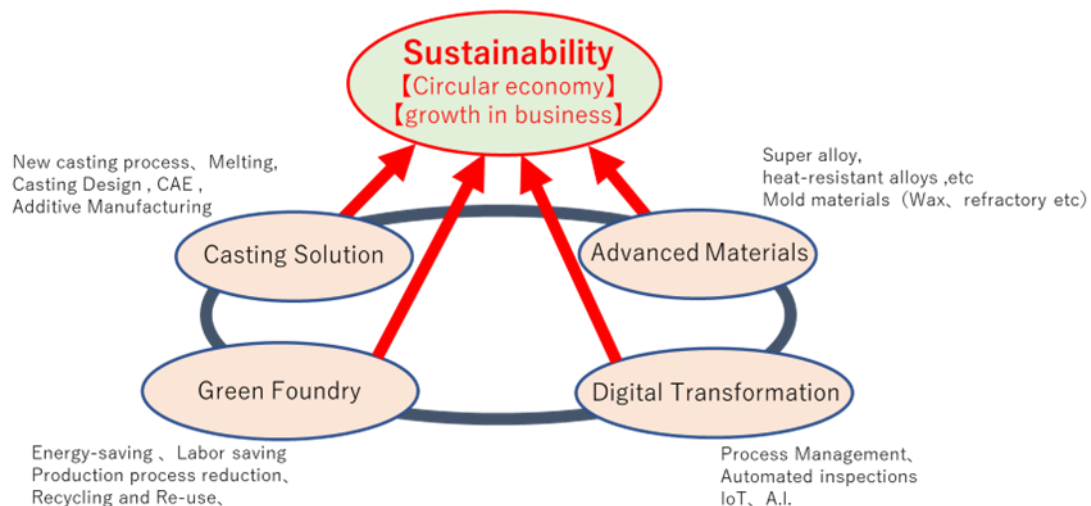 Sustainability
【Circular economy】
【growth in business】
New casting process、Melting,
Casting Design , CAE ,
Additive Manufacturing
Super alloy,
heat-resistant alloys ,etc
Mold materials（Wax、refractory etc)
Casting Solution
Advanced Materials
Green Foundry
Digital Transformation
Energy-saving 、Labor saving
Production process reduction、
Recycling and Re-use、
Process Management、
Automated inspections
IoT、A.I.